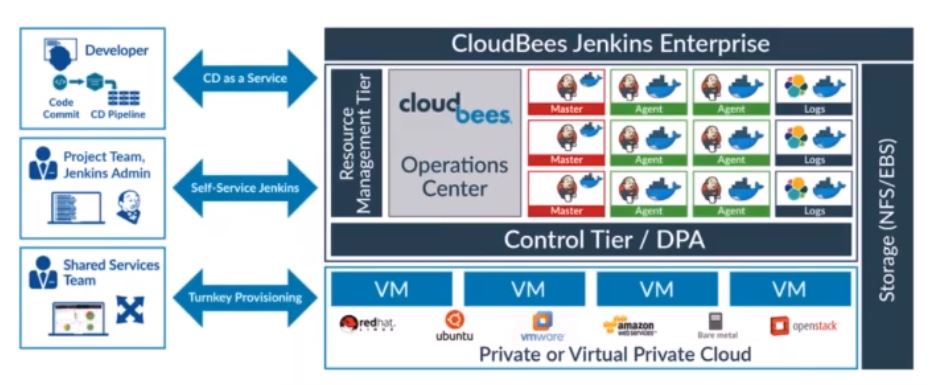 Developer
Code
Commit
CD Pipeline
Project Team,
Jenkins Admin
Shared Services
Team
CD as a Service
Self-Service Jenkins
Turnkey Provisioning
CloudBees Jenkins Enterprise
Resource
Management Tier
cloudbees
Operations
Center
Master
Agent
Agent
Logs
Master
Agent
Agent
Logs
Master
Agent
Agent
Logs
Control Tier / DPA
Storage (NFS/EBS)
VM
VM
VM
VM
redhat.
LINUX
ubuntu
vmware
amazon
web services
Bare metal
openstack
Private or Virtual Private Cloud